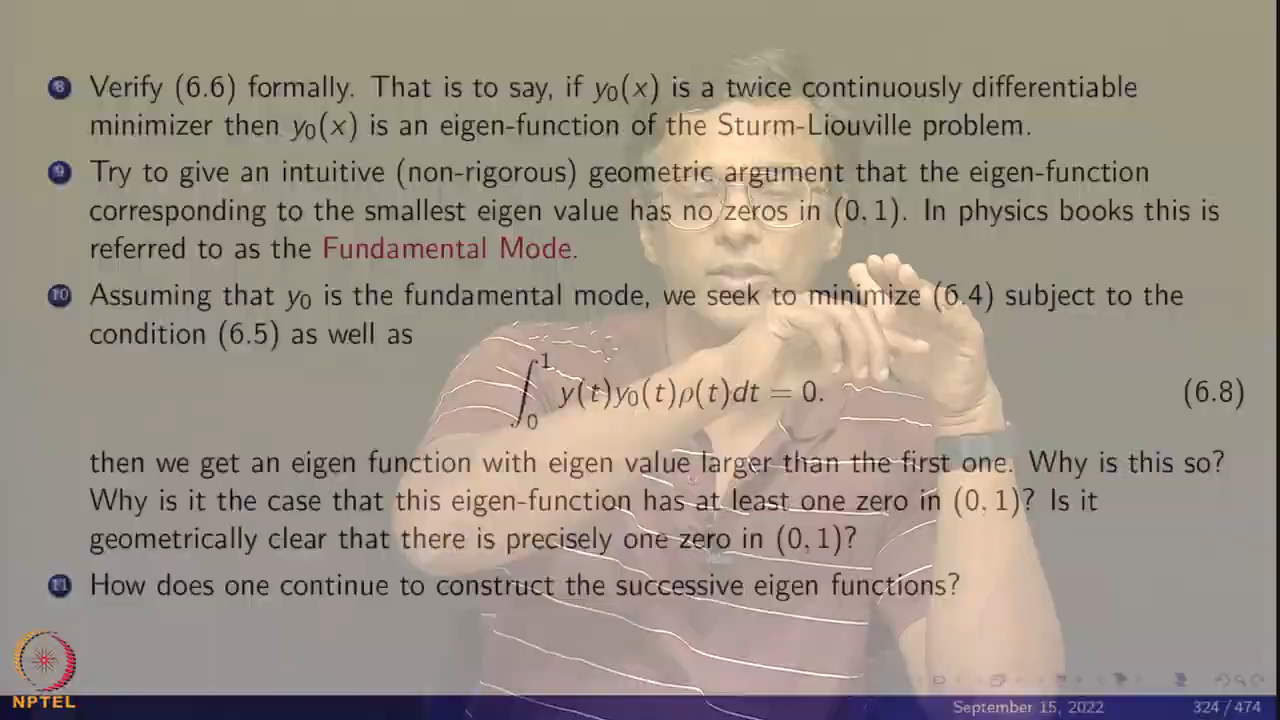 8 Verify (6.6) formally. That is to say, if y₀(x) is a twice continuously differentiable
minimizer then y₀(x) is an eigen-function of the Sturm-Liouville problem.
9 Try to give an intuitive (non-rigorous) geometric argument that the eigen-function
corresponding to the smallest eigen value has no zeros in (0, 1). In physics books this is
referred to as the Fundamental Mode.
10 Assuming that y₀ is the fundamental mode, we seek to minimize (6.4) subject to the
condition (6.5) as well as
∫₀¹ y(t)y₀(t)ρ(t)dt = 0. (6.8)
then we get an eigen function with eigen value larger than the first one. Why is this so?
Why is it the case that this eigen-function has at least one zero in (0, 1)? Is it
geometrically clear that there is precisely one zero in (0, 1)?
11 How does one continue to construct the successive eigen functions?
NPTEL
September 15, 2022 324 / 474